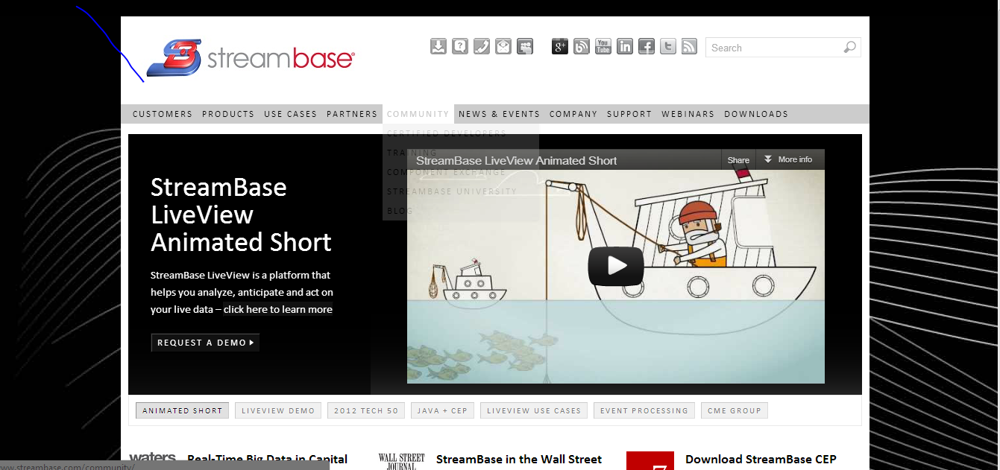 streambase
8+
You
Tube
in
f
t
Search
CUSTOMERS PRODUCTS USE CASES PARTNERS COMMUNITY NEWS & EVENTS COMPANY SUPPORT WEBINARS DOWNLOADS
CERTIFIED DEVELOPERS
TRAINING
COMPONENT EXCHANGE
STREAMBASE UNIVERSITY
BLOG
StreamBase LiveView Animated Short
Share
More info
StreamBase
LiveView
Animated Short
StreamBase LiveView is a platform that
helps you analyze, anticipate and act on
your live data – click here to learn more
REQUEST A DEMO
ANIMATED SHORT LIVEVIEW DEMO 2012 TECH 50 JAVA + CEP LIVEVIEW USE CASES EVENT PROCESSING CME GROUP
waters
Real-Time Big Data in Capital
WALL STREET
JOURNAL
StreamBase in the Wall Street
Download StreamBase CEP
www.streambase.com/community/